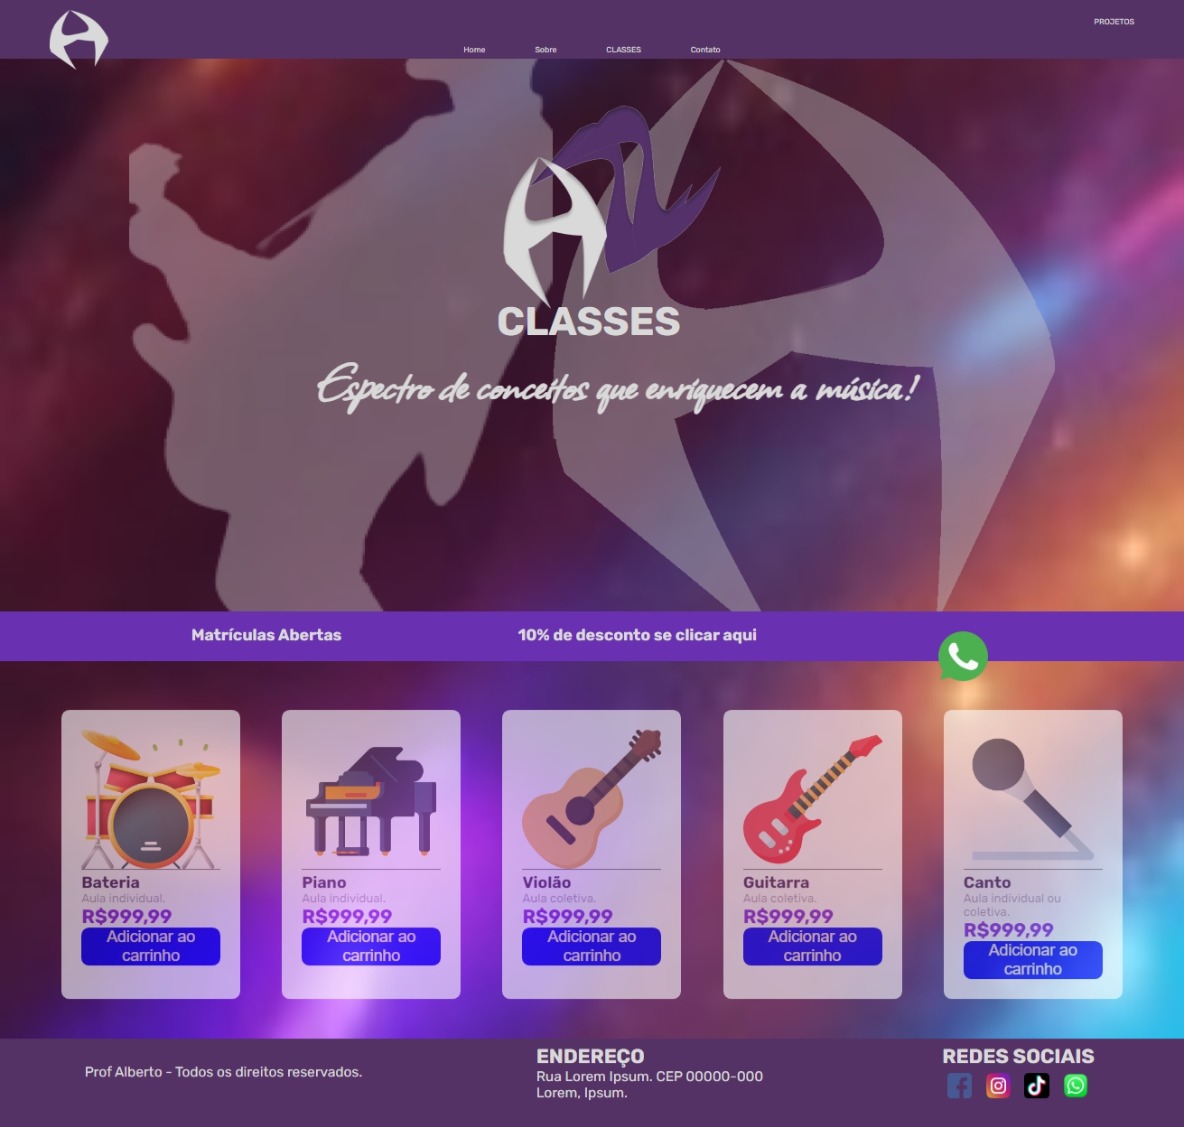 PROJETOS
Home Sobre CLASSES Contato
CLASSES
Espectro de conceitos que enriquecem a música!
Matrículas Abertas 10% de desconto se clicar aqui
Bateria
Aula individual.
R$999,99
Adicionar ao
carrinho
Piano
Aula individual.
R$999,99
Adicionar ao
carrinho
Violão
Aula coletiva.
R$999,99
Adicionar ao
carrinho
Guitarra
Aula coletiva.
R$999,99
Adicionar ao
carrinho
Canto
Aula individual ou
coletiva.
R$999,99
Adicionar ao
carrinho
Prof Alberto - Todos os direitos reservados.
ENDEREÇO
Rua Lorem Ipsum. CEP 00000-000
Lorem, Ipsum.
REDES SOCIAIS